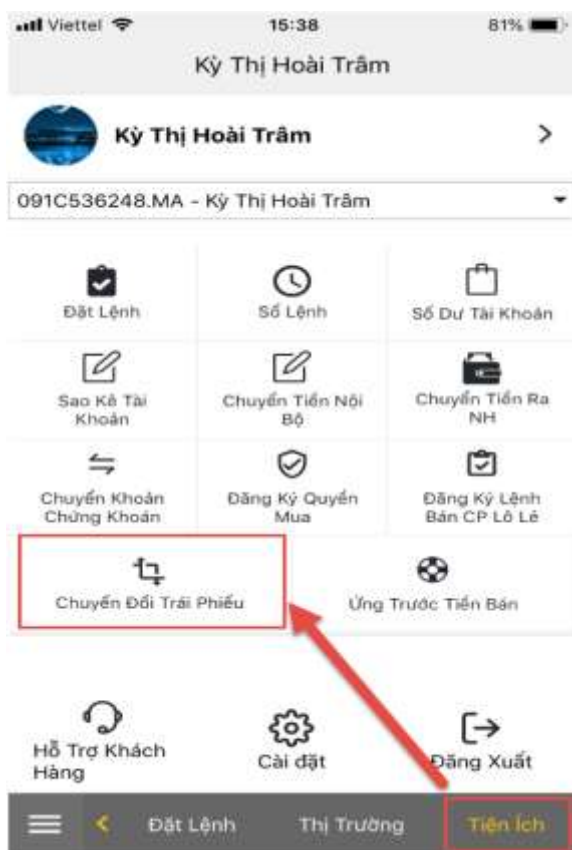 Viettel 15:38 81%
Kỳ Thị Hoài Trâm
Kỳ Thị Hoài Trâm
091C536248.MA - Kỳ Thị Hoài Trâm
Đặt Lệnh Sổ Lệnh Số Dư Tài Khoản
Sao Kê Tài Chuyển Tiền Nội Chuyển Tiền Ra
Khoản Bộ NH
Chuyển Khoản Đăng Ký Quyền Đăng Ký Lệnh
Chứng Khoán Mua Bán CP Lô Lẻ
Chuyển Đổi Trái Phiếu Ứng Trước Tiền Bán
Hỗ Trợ Khách Cài đặt Đăng Xuất
Hàng
Đặt Lệnh Thị Trường Tiện Ích